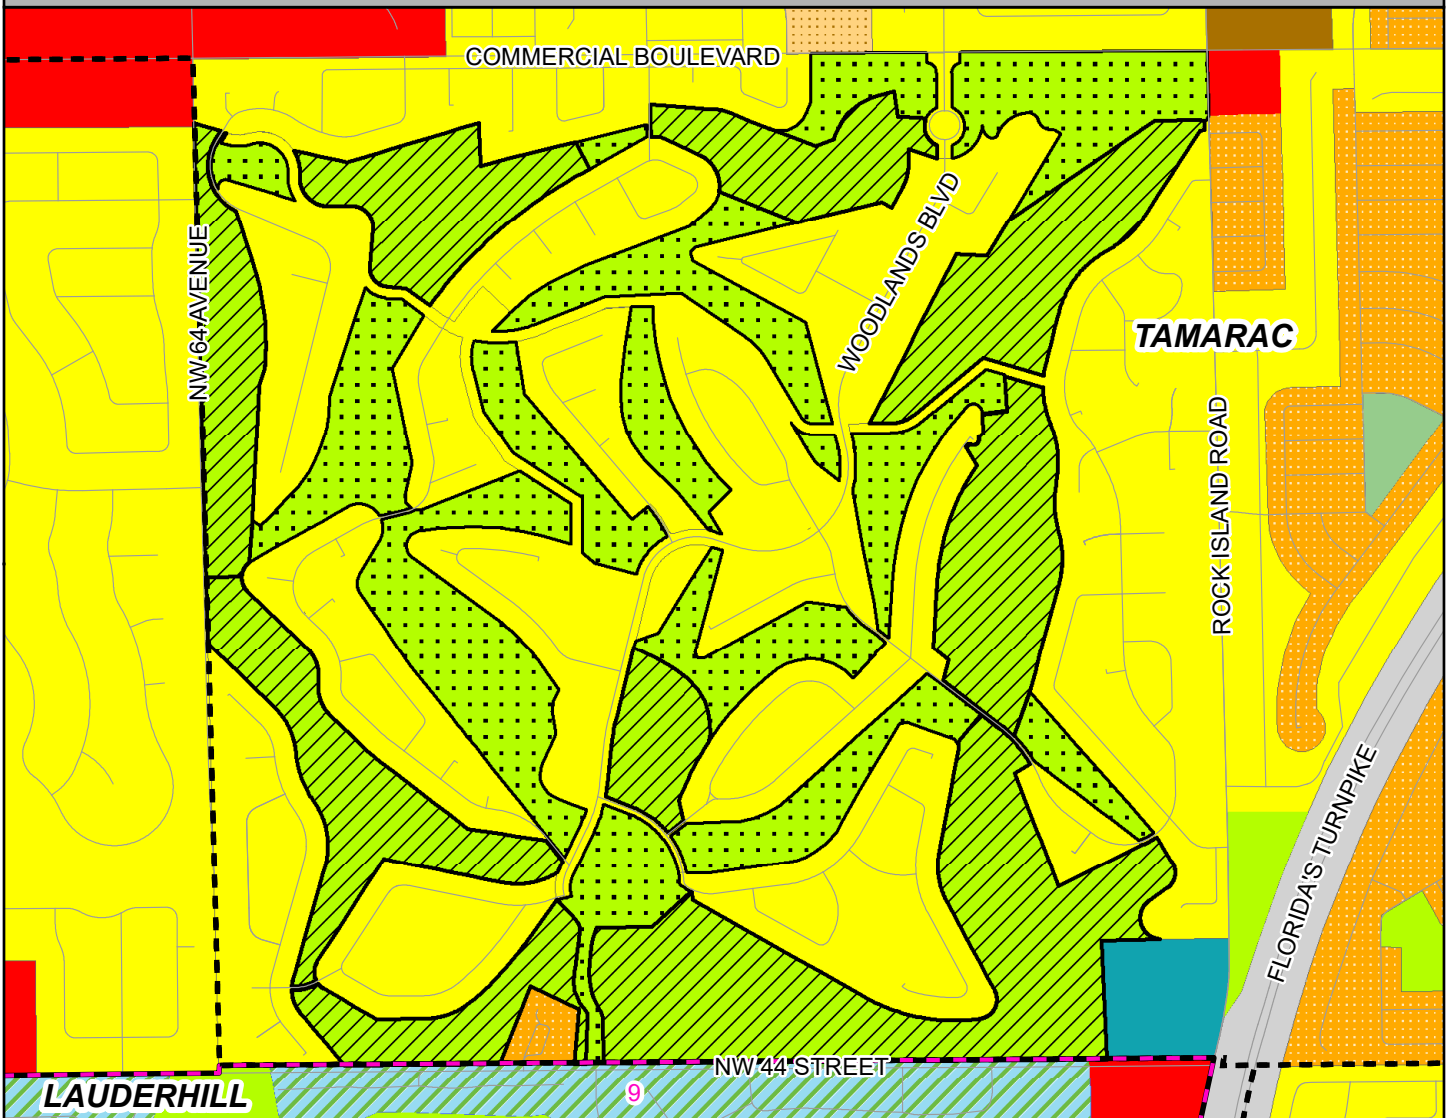 COMMERCIAL BOULEVARD
WOODLANDS BLVD
NW 64 AVENUE
TAMARAC
ROCK ISLAND ROAD
FLORIDA'S TURNPIKE
NW 44 STREET
LAUDERHILL
9